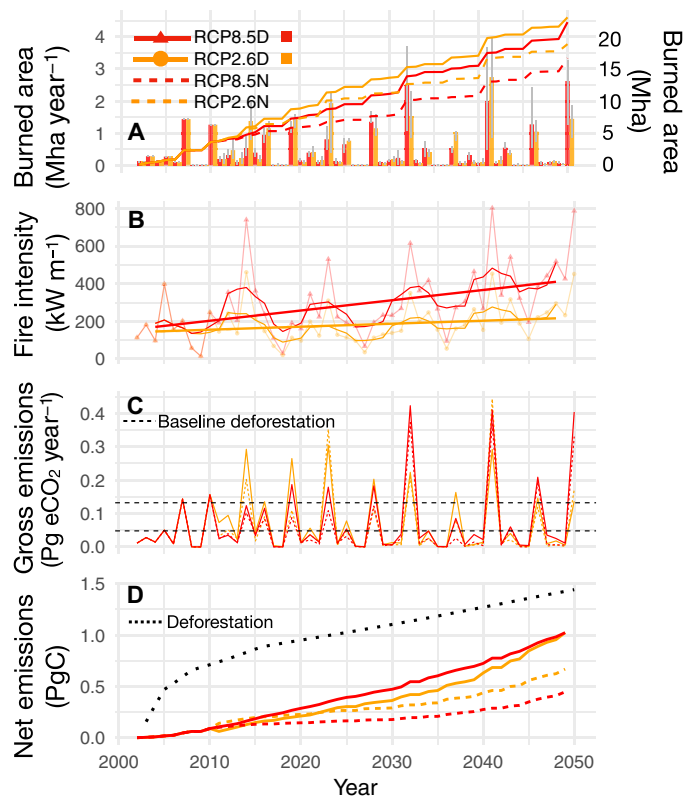 RCP8.5D
RCP2.6D
RCP8.5N
RCP2.6N
A
Burned area
(Mha year⁻¹)
4
3
2
1
0
20
15
10
5
0
Burned area
(Mha)
B
Fire intensity
(kW m⁻¹)
800
600
400
200
0
C
Baseline deforestation
Gross emissions
(Pg eCO₂ year⁻¹)
0.4
0.3
0.2
0.1
0.0
D
Deforestation
Net emissions
(PgC)
1.5
1.0
0.5
0.0
2000 2010 2020 2030 2040 2050
Year